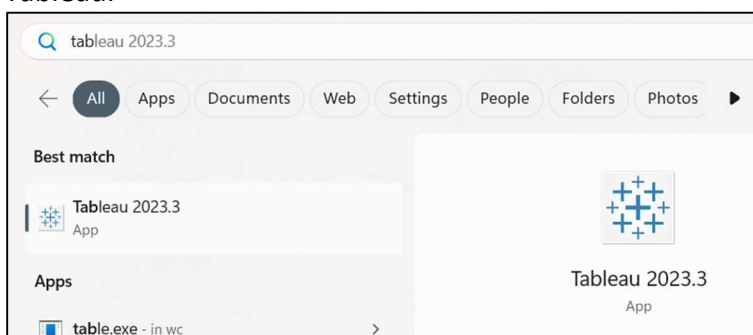 tableau 2023.3
All Apps Documents Web Settings People Folders Photos
Best match
Tableau 2023.3
App
Apps
table.exe - in wc
Tableau 2023.3
App